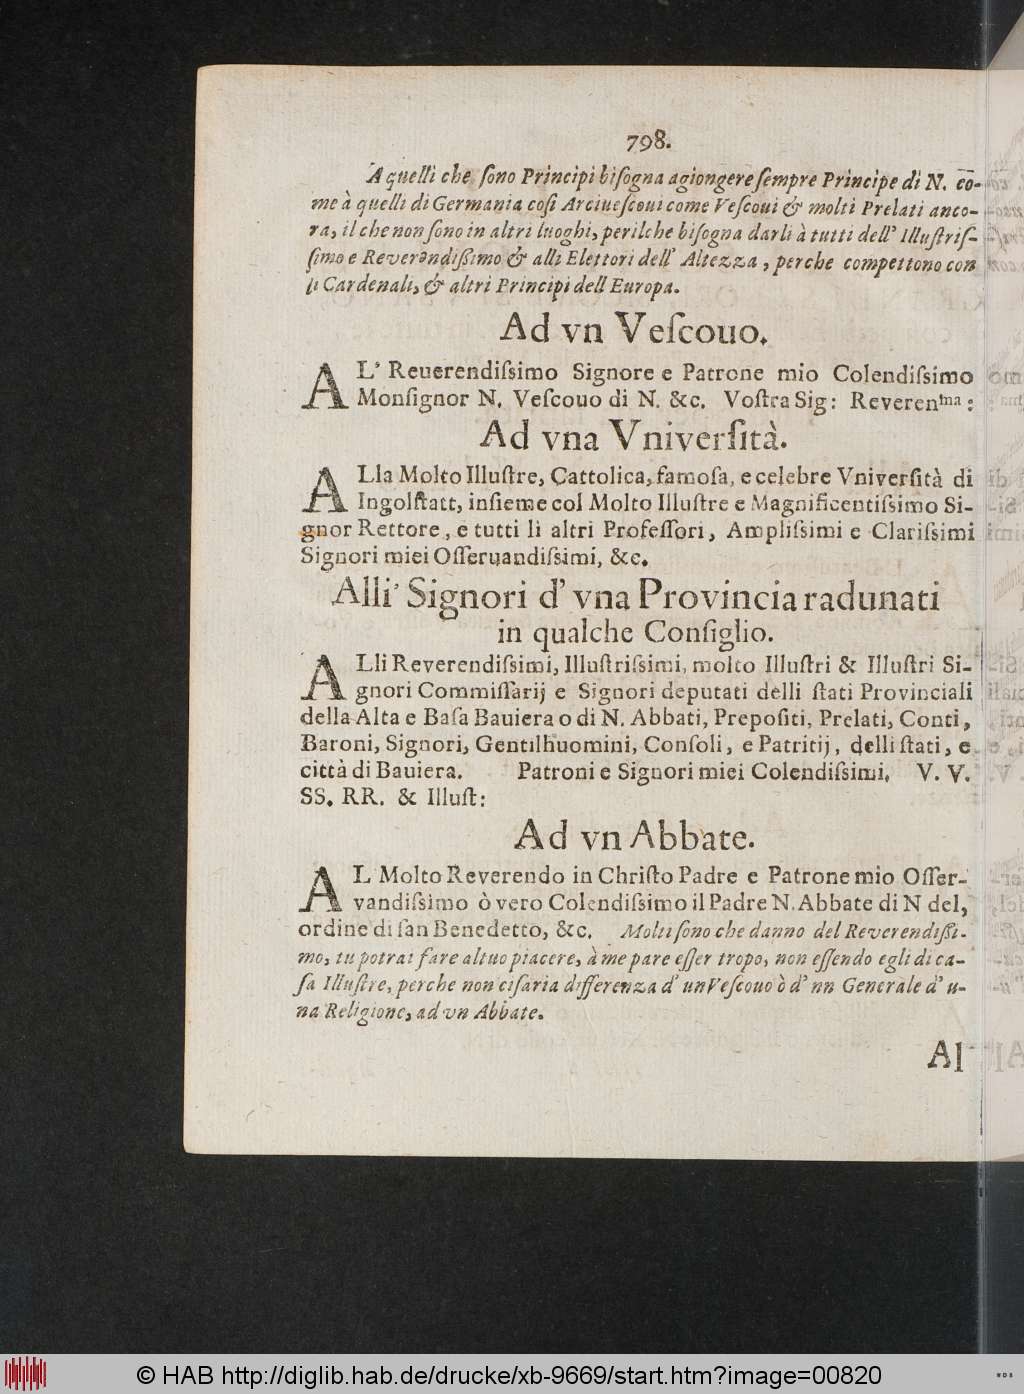 798.
A quelli che ſono Principi biſogna agiongere ſempre Principe di N. co-
me à quelli di Germania coſi Arciueſcoui come Veſcoui & molti Prelati anco-
ra, il che non ſono in altri luoghi, perilche biſogna darli à tutti dell' Illuſtriſ-
ſimo e Reverendiſsimo & alli Elettori dell' Altezza, perche compettono con
li Cardenali, & altri Principi dell Europa.
Ad vn Veſcouo.
AL' Reuerendiſsimo Signore e Patrone mio Colendiſsimo
Monſignor N. Veſcouo di N. &c. Voſtra Sig: Reverenma:
Ad vna Vniverſità.
ALla Molto Illuſtre, Cattolica, famoſa, e celebre Vniverſità di
Ingolſtatt, inſieme col Molto Illuſtre e Magnificentiſsimo Si-
gnor Rettore, e tutti li altri Profeſſori, Ampliſsimi e Clariſsimi
Signori miei Oſſeruandiſsimi, &c.
Alli' Signori d' vna Provincia radunati
in qualche Conſiglio.
ALli Reverendiſsimi, Illuſtriſsimi, molto Illuſtri & Illuſtri Si-
gnori Commiſſarij e Signori deputati delli ſtati Provinciali
della Alta e Baſa Bauiera o di N. Abbati, Prepoſiti, Prelati, Conti,
Baroni, Signori, Gentilhuomini, Conſoli, e Patritij, delli ſtati, e
città di Bauiera. Patroni e Signori miei Colendiſsimi. V. V.
SS. RR. & Illuſt:
Ad vn Abbate.
AL Molto Reverendo in Chriſto Padre e Patrone mio Oſſer-
vandiſsimo ò vero Colendiſsimo il Padre N. Abbate di N del,
ordine di ſan Benedetto, &c. Molti ſono che danno del Reverendiſsi-
mo, tu potrai fare al tuo piacere, à me pare eſſer tropo, non eſſendo egli di ca-
ſa Illuſtre, perche non ci ſaria differenza d' un Veſcouo ò d' nn Generale d' u-
na Religione, ad vn Abbate.
Al
© HAB http://diglib.hab.de/drucke/xb-9669/start.htm?image=00820